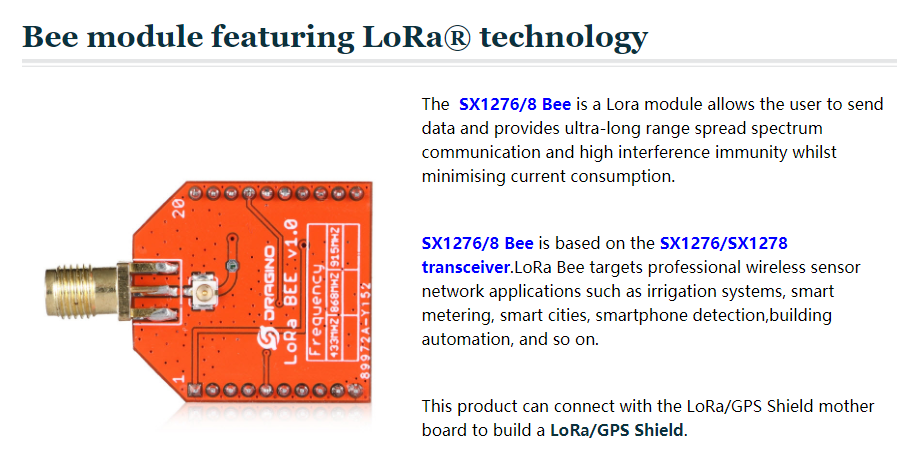 Bee module featuring LoRa® technology
The SX1276/8 Bee is a Lora module allows the user to send
data and provides ultra-long range spread spectrum
communication and high interference immunity whilst
minimising current consumption.
SX1276/8 Bee is based on the SX1276/SX1278
transceiver.LoRa Bee targets professional wireless sensor
network applications such as irrigation systems, smart
metering, smart cities, smartphone detection,building
automation, and so on.
This product can connect with the LoRa/GPS Shield mother
board to build a LoRa/GPS Shield.
20
1
DRAGINO
LoRa BEE v1.0
Frequency
433MHZ 868MHZ 915MHZ